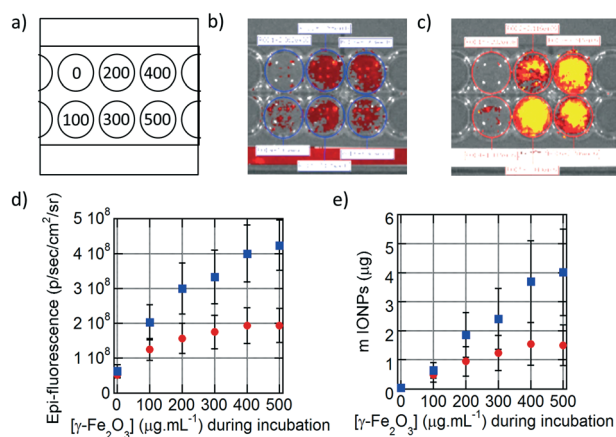 a)
0 200 400
100 300 500
b)
c)
d)
Epi-fluorescence (p/sec/cm²/sr)
5 10⁸
4 10⁸
3 10⁸
2 10⁸
1 10⁸
0 100 200 300 400 500
[γ-Fe₂O₃] (µg.mL⁻¹) during incubation
e)
m IONPs (µg)
6
5
4
3
2
1
0
0 100 200 300 400 500
[γ-Fe₂O₃] (µg.mL⁻¹) during incubation